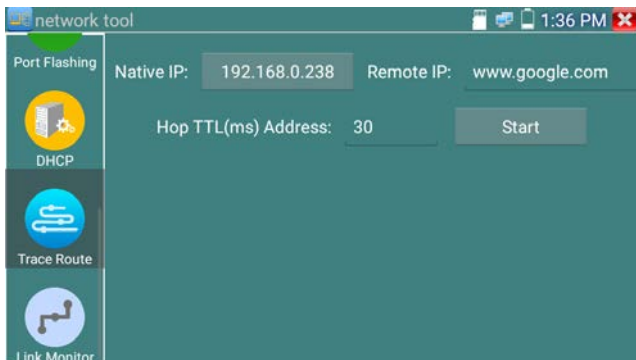 network tool
1:36 PM
Port Flashing
Native IP: 192.168.0.238 Remote IP: www.google.com
Hop TTL(ms) Address: 30 Start
DHCP
Trace Route
Link Monitor